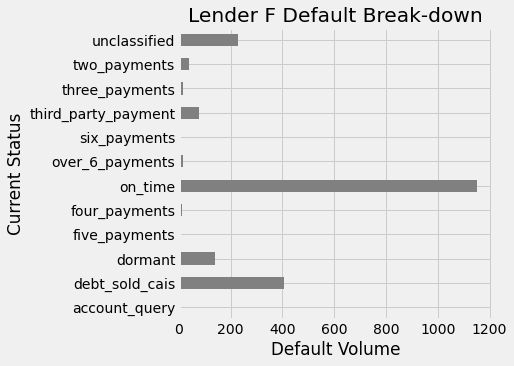 Lender F Default Break-down
unclassified
two_payments
three_payments
third_party_payment
six_payments
over_6_payments
on_time
four_payments
five_payments
dormant
debt_sold_cais
account_query
Current Status
0 200 400 600 800 1000 1200
Default Volume